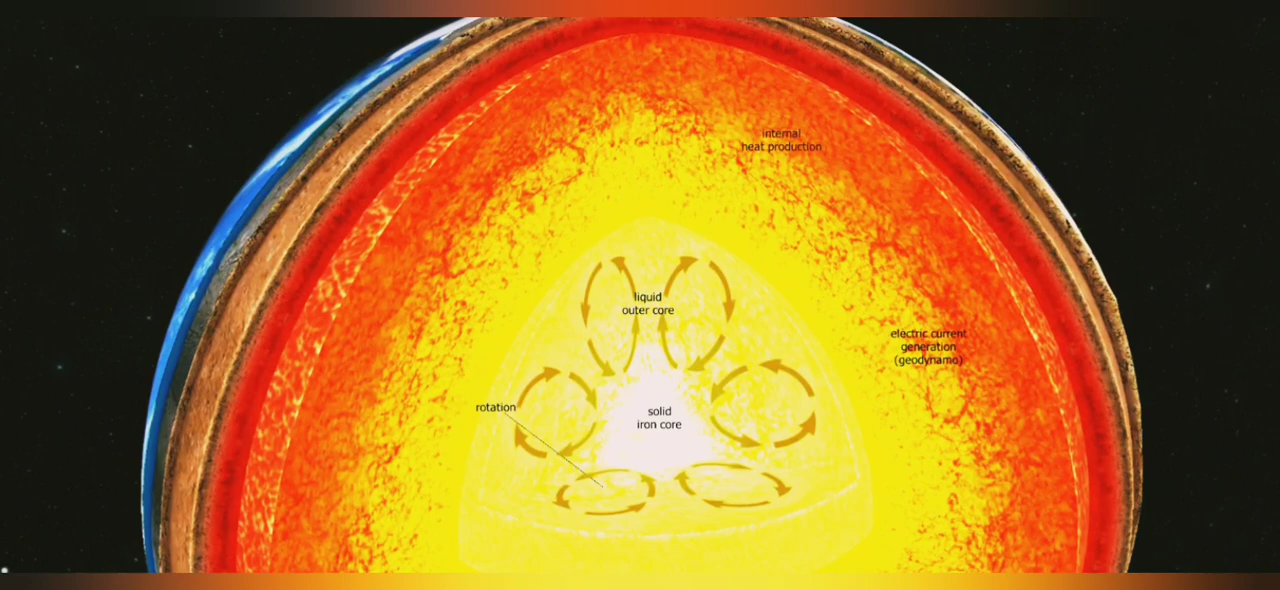 internal
heat production
liquid
outer core
electric current
generation
(geodynamo)
rotation
solid
iron core